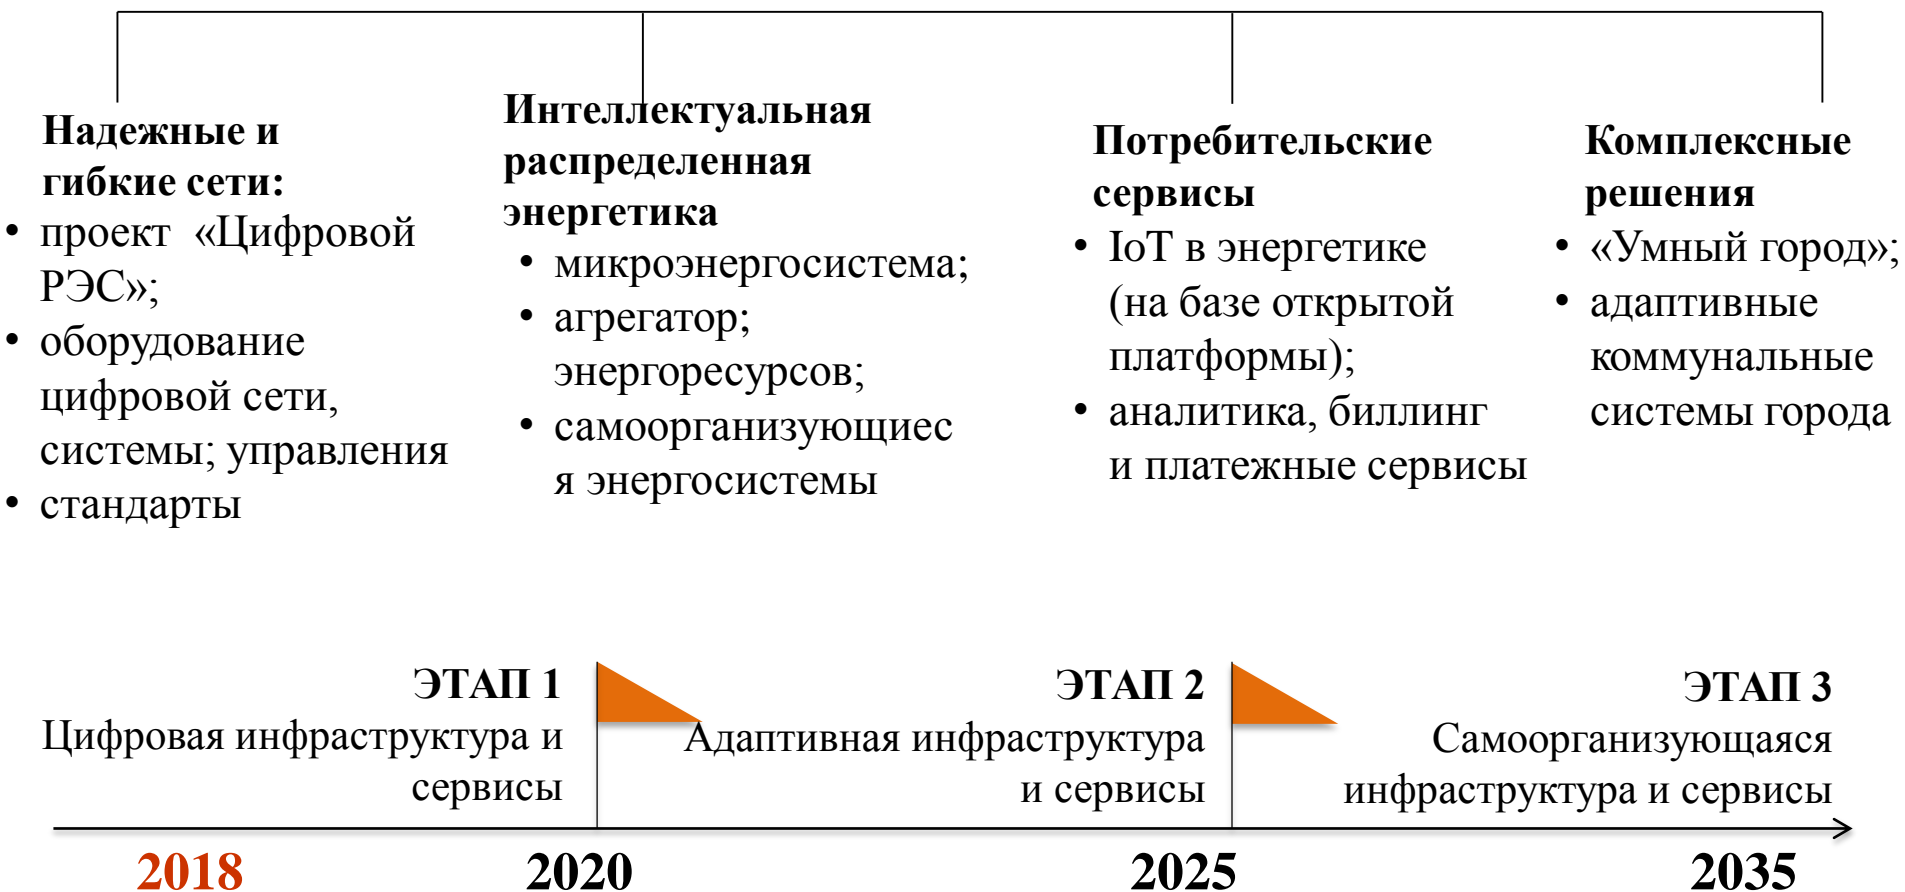 Надежные и
гибкие сети:
• проект «Цифровой
РЭС»;
• оборудование
цифровой сети,
системы; управления
• стандарты
Интеллектуальная
распределенная
энергетика
• микроэнергосистема;
• агрегатор;
энергоресурсов;
• самоорганизующиес
я энергосистемы
Потребительские
сервисы
• IoT в энергетике
(на базе открытой
платформы);
• аналитика, биллинг
и платежные сервисы
Комплексные
решения
• «Умный город»;
• адаптивные
коммунальные
системы города
ЭТАП 1
Цифровая инфраструктура и
сервисы
ЭТАП 2
Адаптивная инфраструктура
и сервисы
ЭТАП 3
Самоорганизующаяся
инфраструктура и сервисы
2018
2020
2025
2035